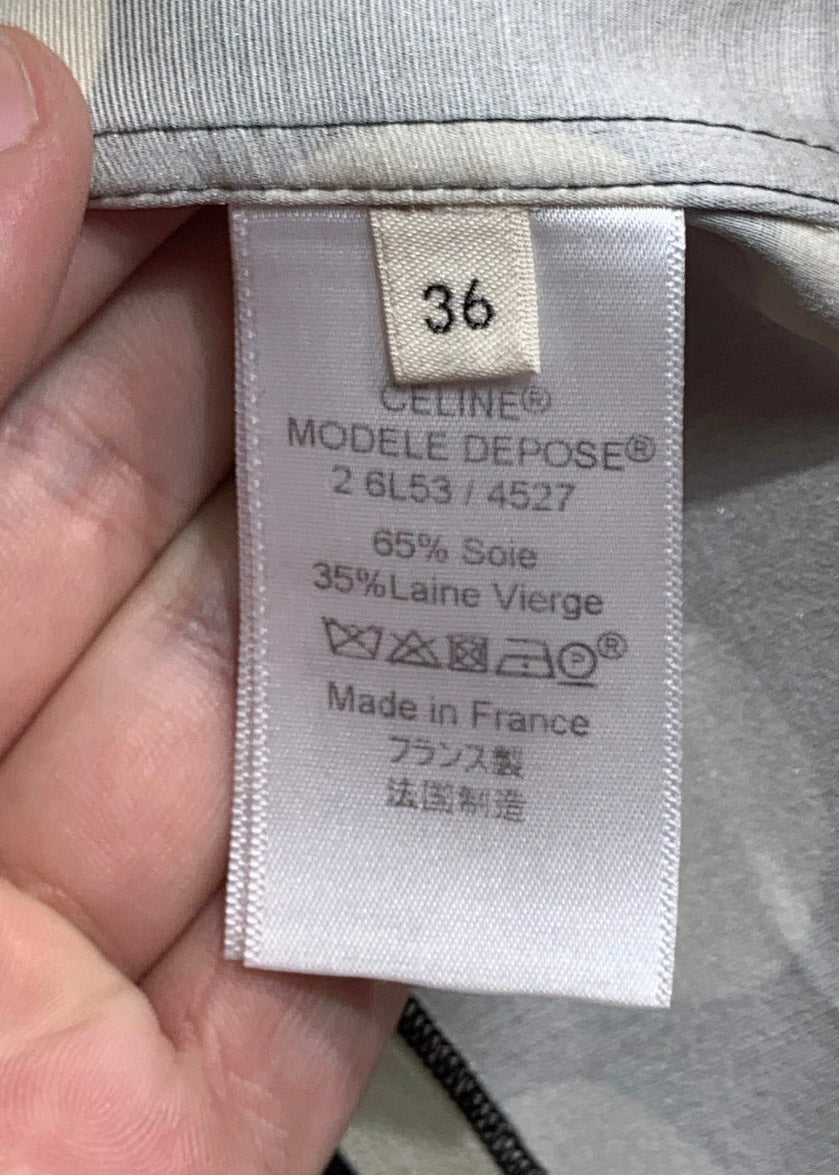 36
CELINE®
MODELE DEPOSE®
2 6L53 / 4527
65% Soie
35%Laine Vierge
P®
Made in France
フランス製
法国制造